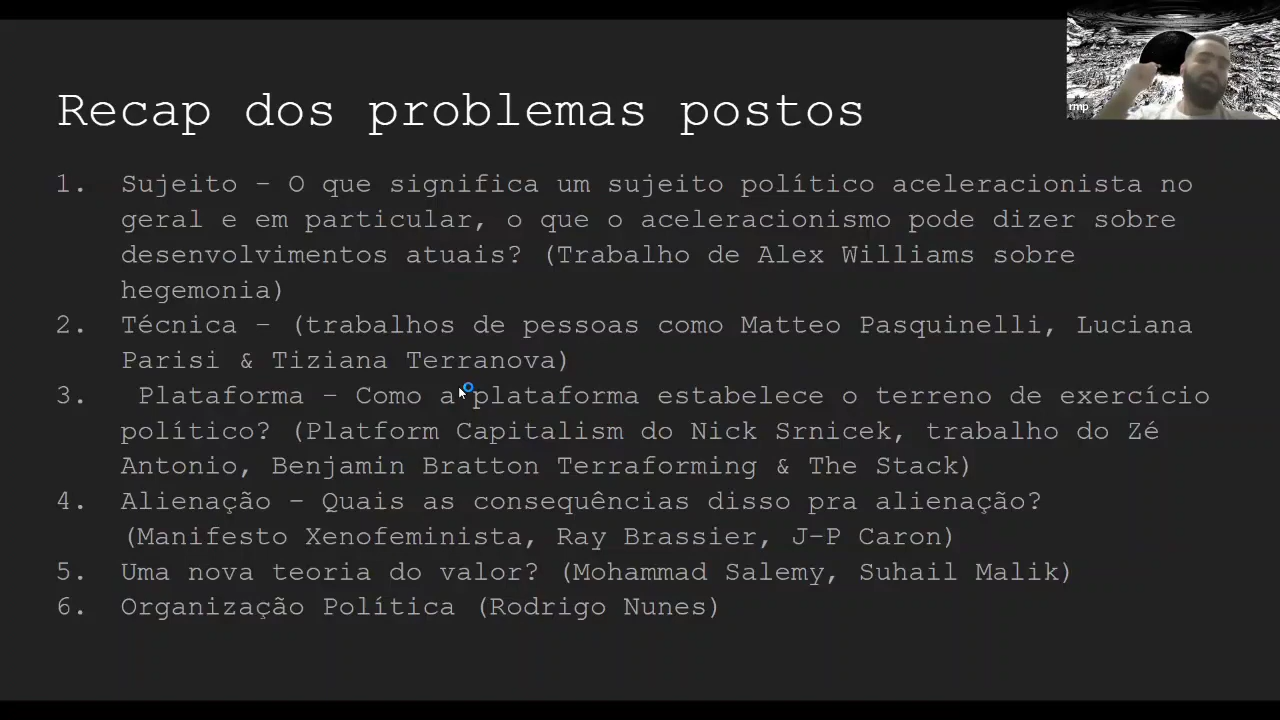 Recap dos problemas postos
rmp
1. Sujeito - O que significa um sujeito político aceleracionista no
geral e em particular, o que o aceleracionismo pode dizer sobre
desenvolvimentos atuais? (Trabalho de Alex Williams sobre
hegemonia)
2. Técnica - (trabalhos de pessoas como Matteo Pasquinelli, Luciana
Parisi & Tiziana Terranova)
3. Plataforma - Como a plataforma estabelece o terreno de exercício
político? (Platform Capitalism do Nick Srnicek, trabalho do Zé
Antonio, Benjamin Bratton Terraforming & The Stack)
4. Alienação - Quais as consequências disso pra alienação?
(Manifesto Xenofeminista, Ray Brassier, J-P Caron)
5. Uma nova teoria do valor? (Mohammad Salemy, Suhail Malik)
6. Organização Política (Rodrigo Nunes)